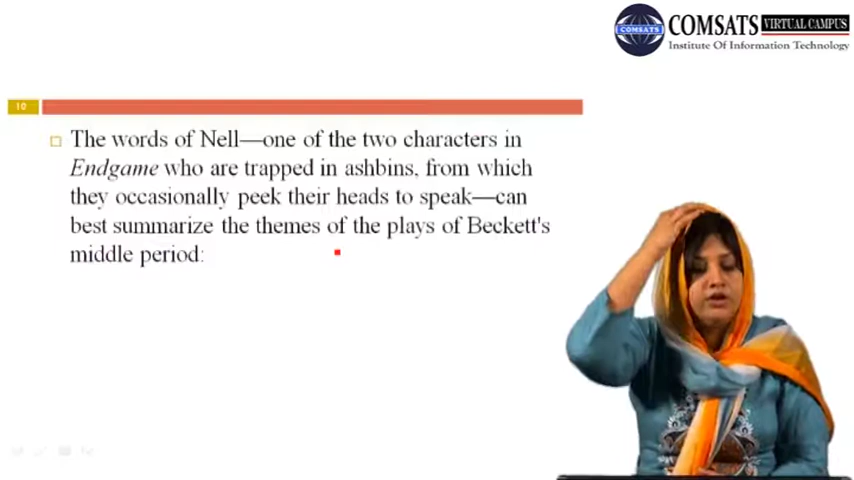 COMSATS
COMSATS VIRTUAL CAMPUS
Institute Of Information Technology
10
The words of Nell—one of the two characters in
Endgame who are trapped in ashbins, from which
they occasionally peek their heads to speak—can
best summarize the themes of the plays of Beckett's
middle period: